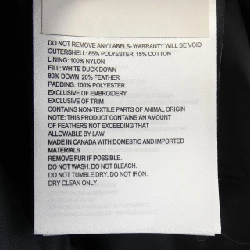 DO NOT REMOVE ANY LABELS- WARRANTY WILL BE VOID
OUTERSHELL: 85% POLYESTER, 15% COTTON
LINING: 100% NYLON
FILL: WHITE DUCK DOWN
80% DOWN 20% FEATHER
PADDING: 100% POLYESTER
EXCLUSIVE OF EMBROIDERY
EXCLUSIVE OF TRIM
CONTAINS NON-TEXTILE PARTS OF ANIMAL ORIGIN
NOTE: THIS PRODUCT CONTAINS AN AMOUNT
OF FEATHERS NOT EXCEEDING THAT
ALLOWABLE BY LAW
MADE IN CANADA WITH DOMESTIC AND IMPORTED
MATERIALS
REMOVE FUR IF POSSIBLE.
DO NOT WASH. DO NOT BLEACH.
DO NOT TUMBLE DRY. DO NOT IRON.
DRY CLEAN ONLY.